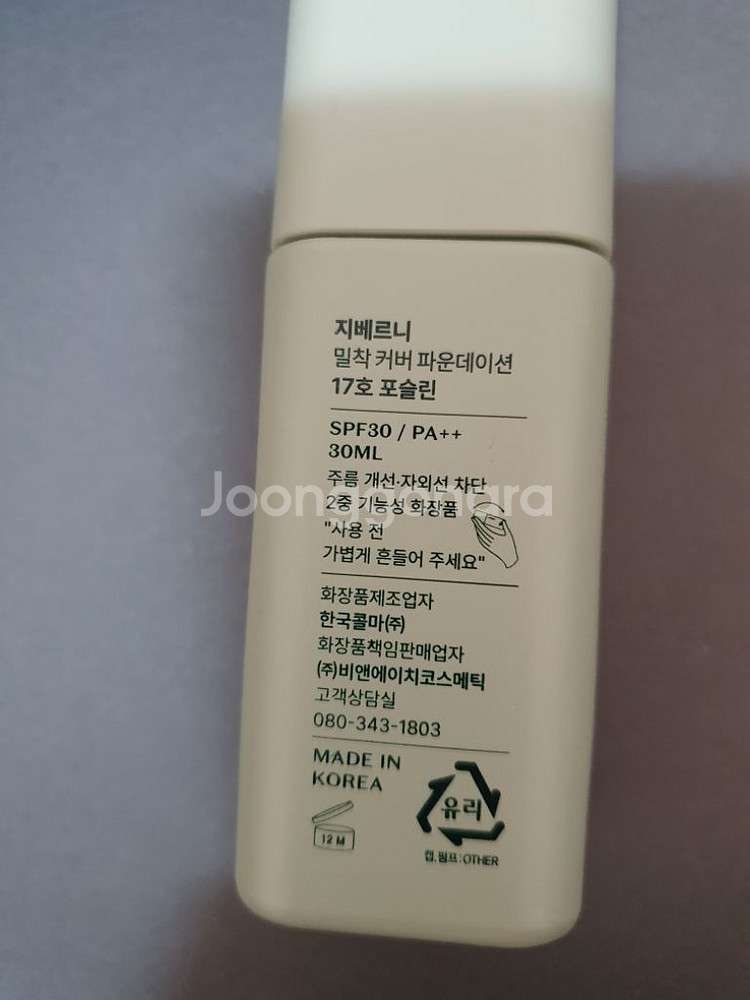 지베르니
밀착 커버 파운데이션
17호 포슬린
SPF30 / PA++
30ML
주름 개선·자외선 차단
2중 기능성 화장품
"사용 전
가볍게 흔들어 주세요"
Joonggonara
화장품제조업자
한국콜마(주)
화장품책임판매업자
(주)비앤에이치코스메틱
고객상담실
080-343-1803
MADE IN
KOREA
12 M
유리
캡, 펌프:OTHER